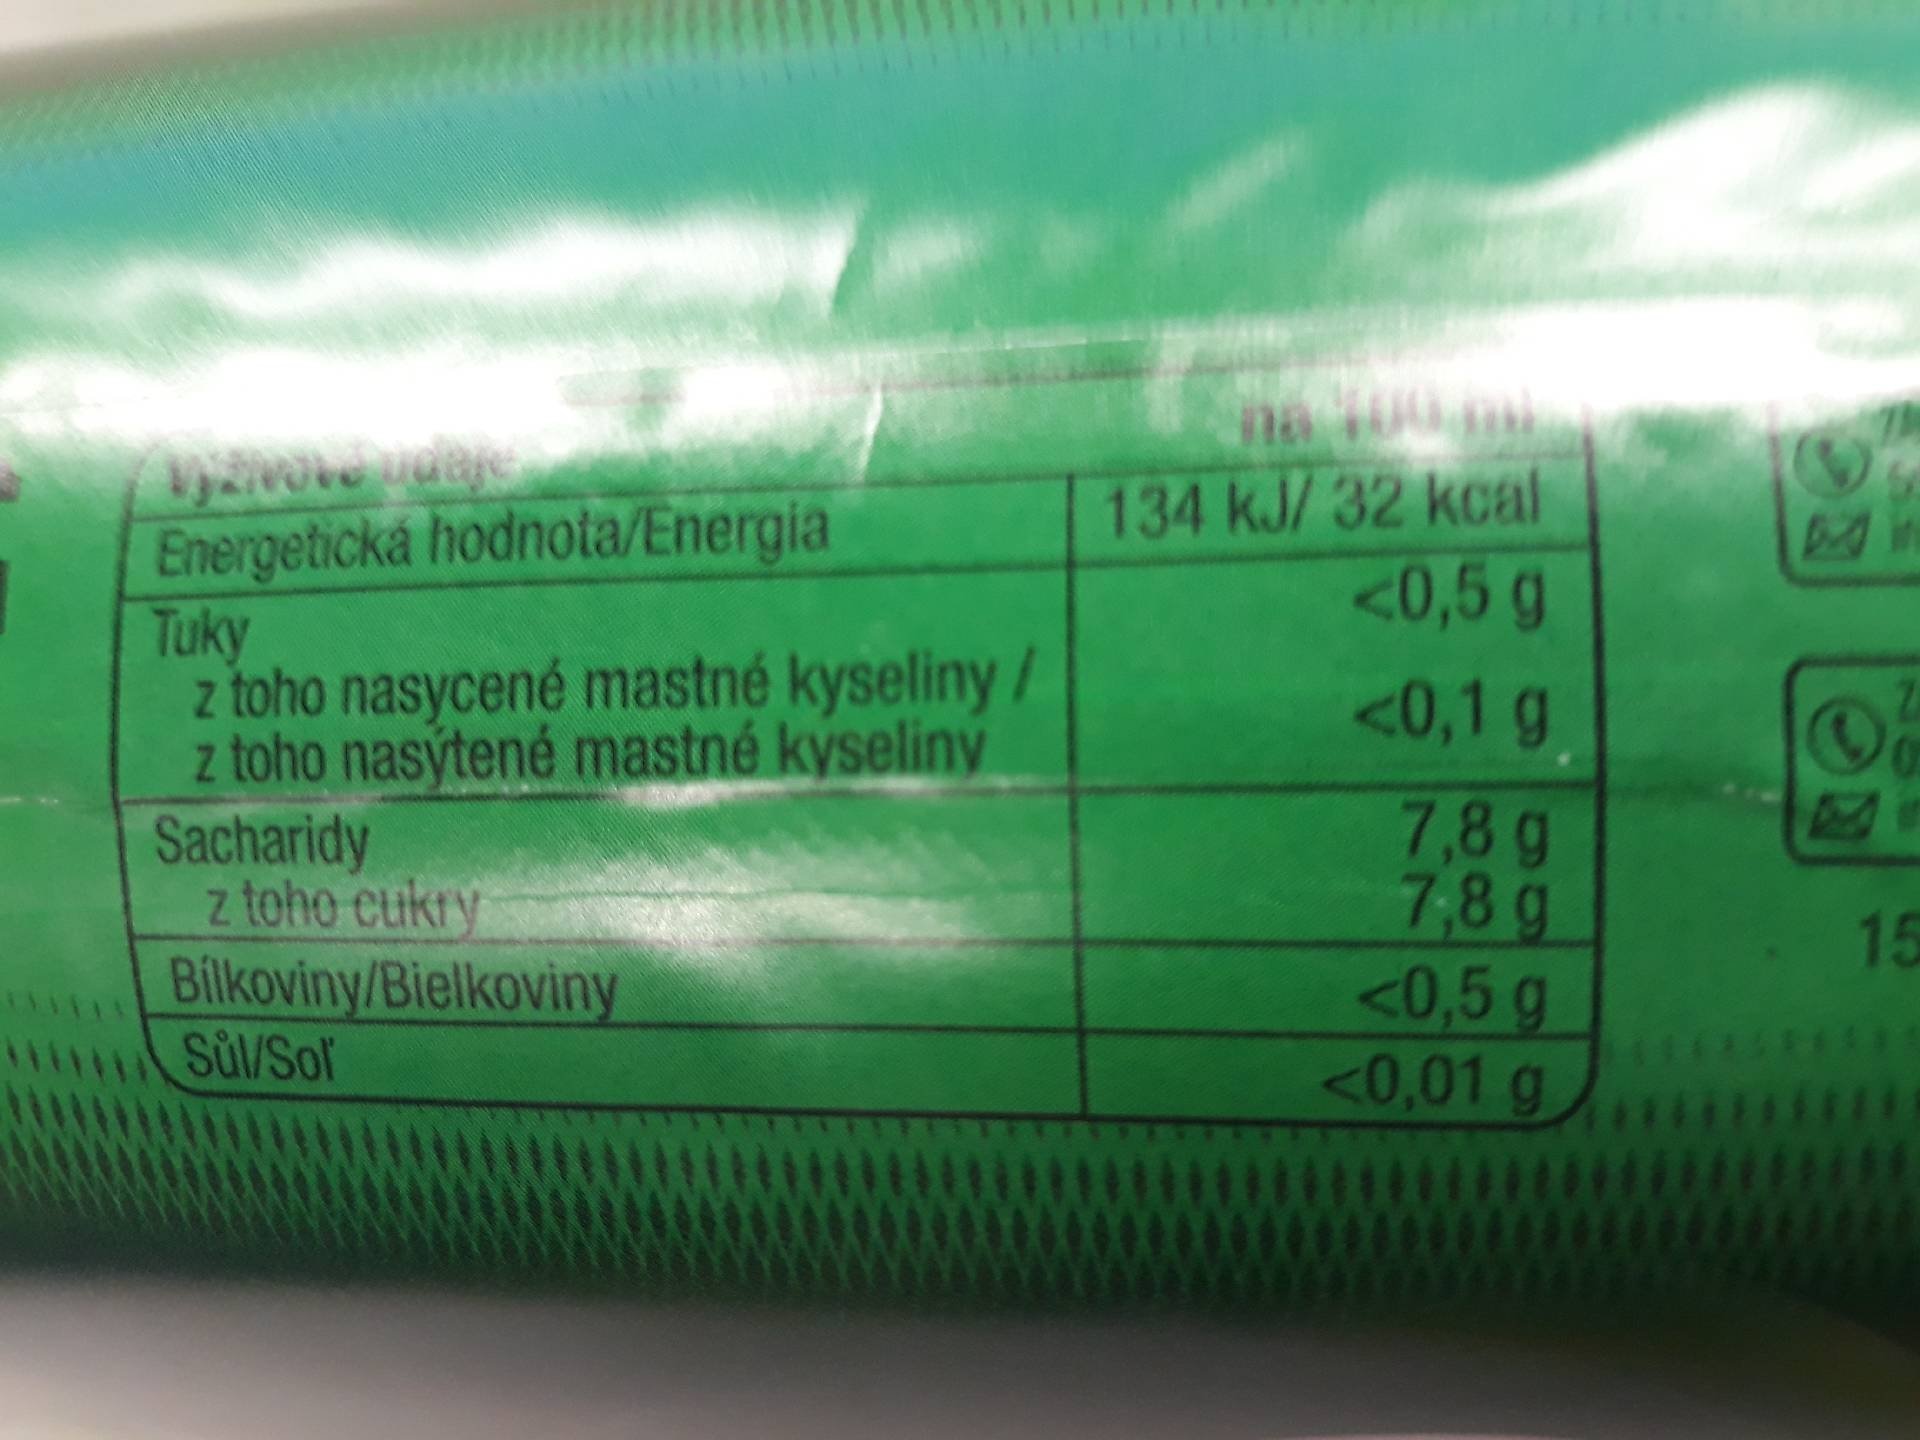 Výživové údaje na 100 ml
Energetická hodnota/Energia 134 kJ/ 32 kcal
Tuky <0,5 g
z toho nasycené mastné kyseliny / <0,1 g
z toho nasýtené mastné kyseliny
Sacharidy 7,8 g
z toho cukry 7,8 g
Bílkoviny/Bielkoviny <0,5 g
Sůl/Soľ <0,01 g
15